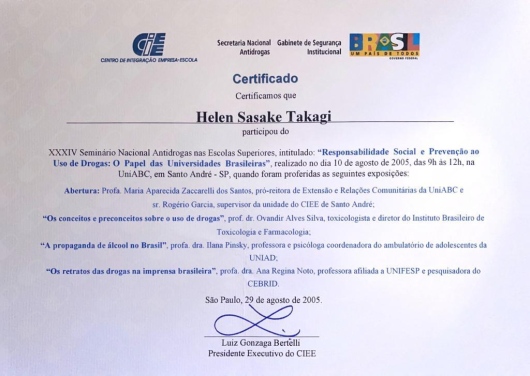 CIEE
CENTRO DE INTEGRAÇÃO EMPRESA-ESCOLA
Secretaria Nacional Antidrogas
Gabinete de Segurança Institucional
BRASIL
UM PAÍS DE TODOS
GOVERNO FEDERAL
Certificado
Certificamos que
Helen Sasake Takagi
participou do
XXXIV Seminário Nacional Antidrogas nas Escolas Superiores, intitulado: “Responsabilidade Social e Prevenção ao
Uso de Drogas: O Papel das Universidades Brasileiras”, realizado no dia 10 de agosto de 2005, das 9h às 12h, na
UniABC, em Santo André - SP, quando foram proferidas as seguintes exposições:
Abertura: Profa. Maria Aparecida Zaccarelli dos Santos, pró-reitora de Extensão e Relações Comunitárias da UniABC e
sr. Rogério Garcia, supervisor da unidade do CIEE de Santo André;
“Os conceitos e preconceitos sobre o uso de drogas”, prof. dr. Ovandir Alves Silva, toxicologista e diretor do Instituto Brasileiro de
Toxicologia e Farmacologia;
“A propaganda de álcool no Brasil”, profa. dra. Ilana Pinsky, professora e psicóloga coordenadora do ambulatório de adolescentes da
UNIAD;
“Os retratos das drogas na imprensa brasileira”, profa. dra. Ana Regina Noto, professora afiliada a UNIFESP e pesquisadora do
CEBRID.
São Paulo, 29 de agosto de 2005.
Luiz Gonzaga Bertelli
Presidente Executivo do CIEE